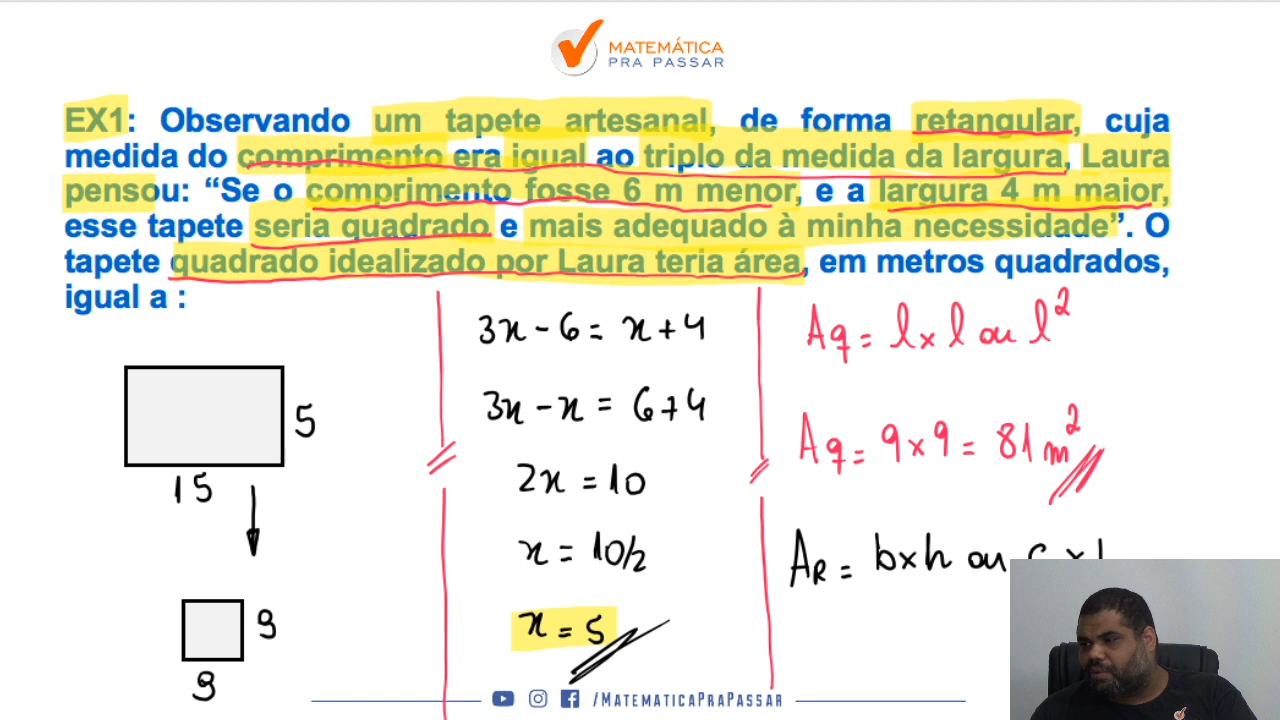 MATEMÁTICA
PRA PASSAR
EX1: Observando um tapete artesanal, de forma retangular, cuja
medida do comprimento era igual ao triplo da medida da largura, Laura
pensou: “Se o comprimento fosse 6 m menor, e a largura 4 m maior,
esse tapete seria quadrado e mais adequado à minha necessidade”. O
tapete quadrado idealizado por Laura teria área, em metros quadrados,
igual a :
5
15
9
9
3x - 6 = x + 4
3x - x = 6 + 4
2x = 10
x = 10/2
x = 5
Aq = l x l ou l²
Aq = 9 x 9 = 81 m²
AR = b x h ou c x l
/MATEMATICAPRAPASSAR